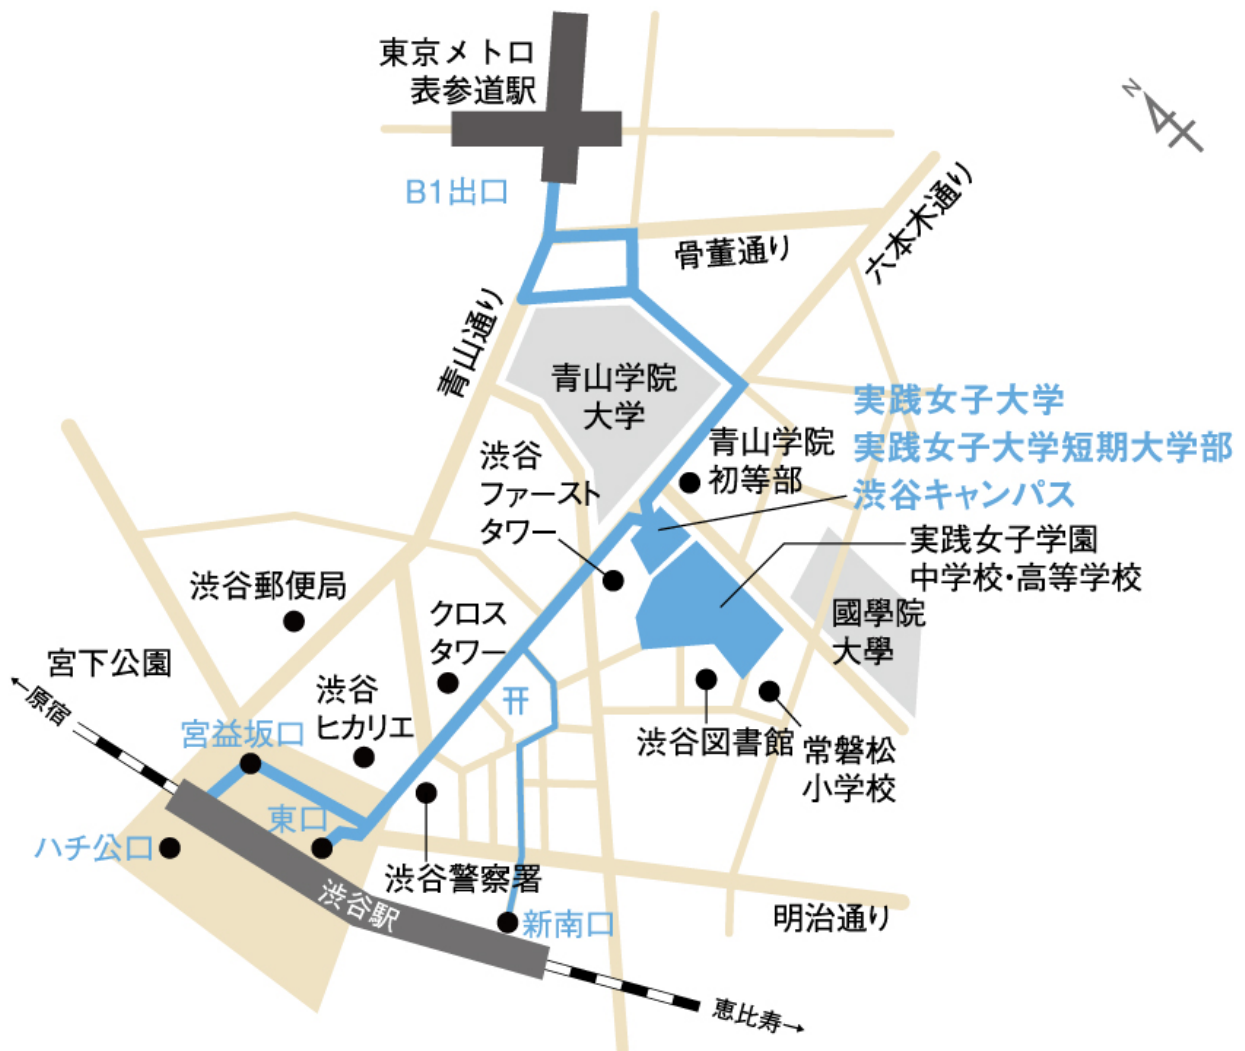 東京メトロ
表参道駅
N
B1出口
骨董通り
六本木通り
青山通り
青山学院
大学
実践女子大学
実践女子大学短期大学部
渋谷キャンパス
青山学院
初等部
渋谷
ファースト
タワー
実践女子学園
中学校・高等学校
渋谷郵便局
クロス
タワー
國學院
大學
宮下公園
←原宿
渋谷
ヒカリエ
宮益坂口
渋谷図書館
常磐松
小学校
東口
ハチ公口
渋谷警察署
渋谷駅
新南口
明治通り
恵比寿→